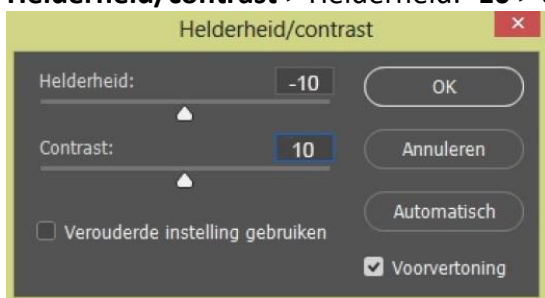 Helderheid/contrast
Helderheid: -10
Contrast: 10
Verouderde instelling gebruiken
OK
Annuleren
Automatisch
Voorvertoning